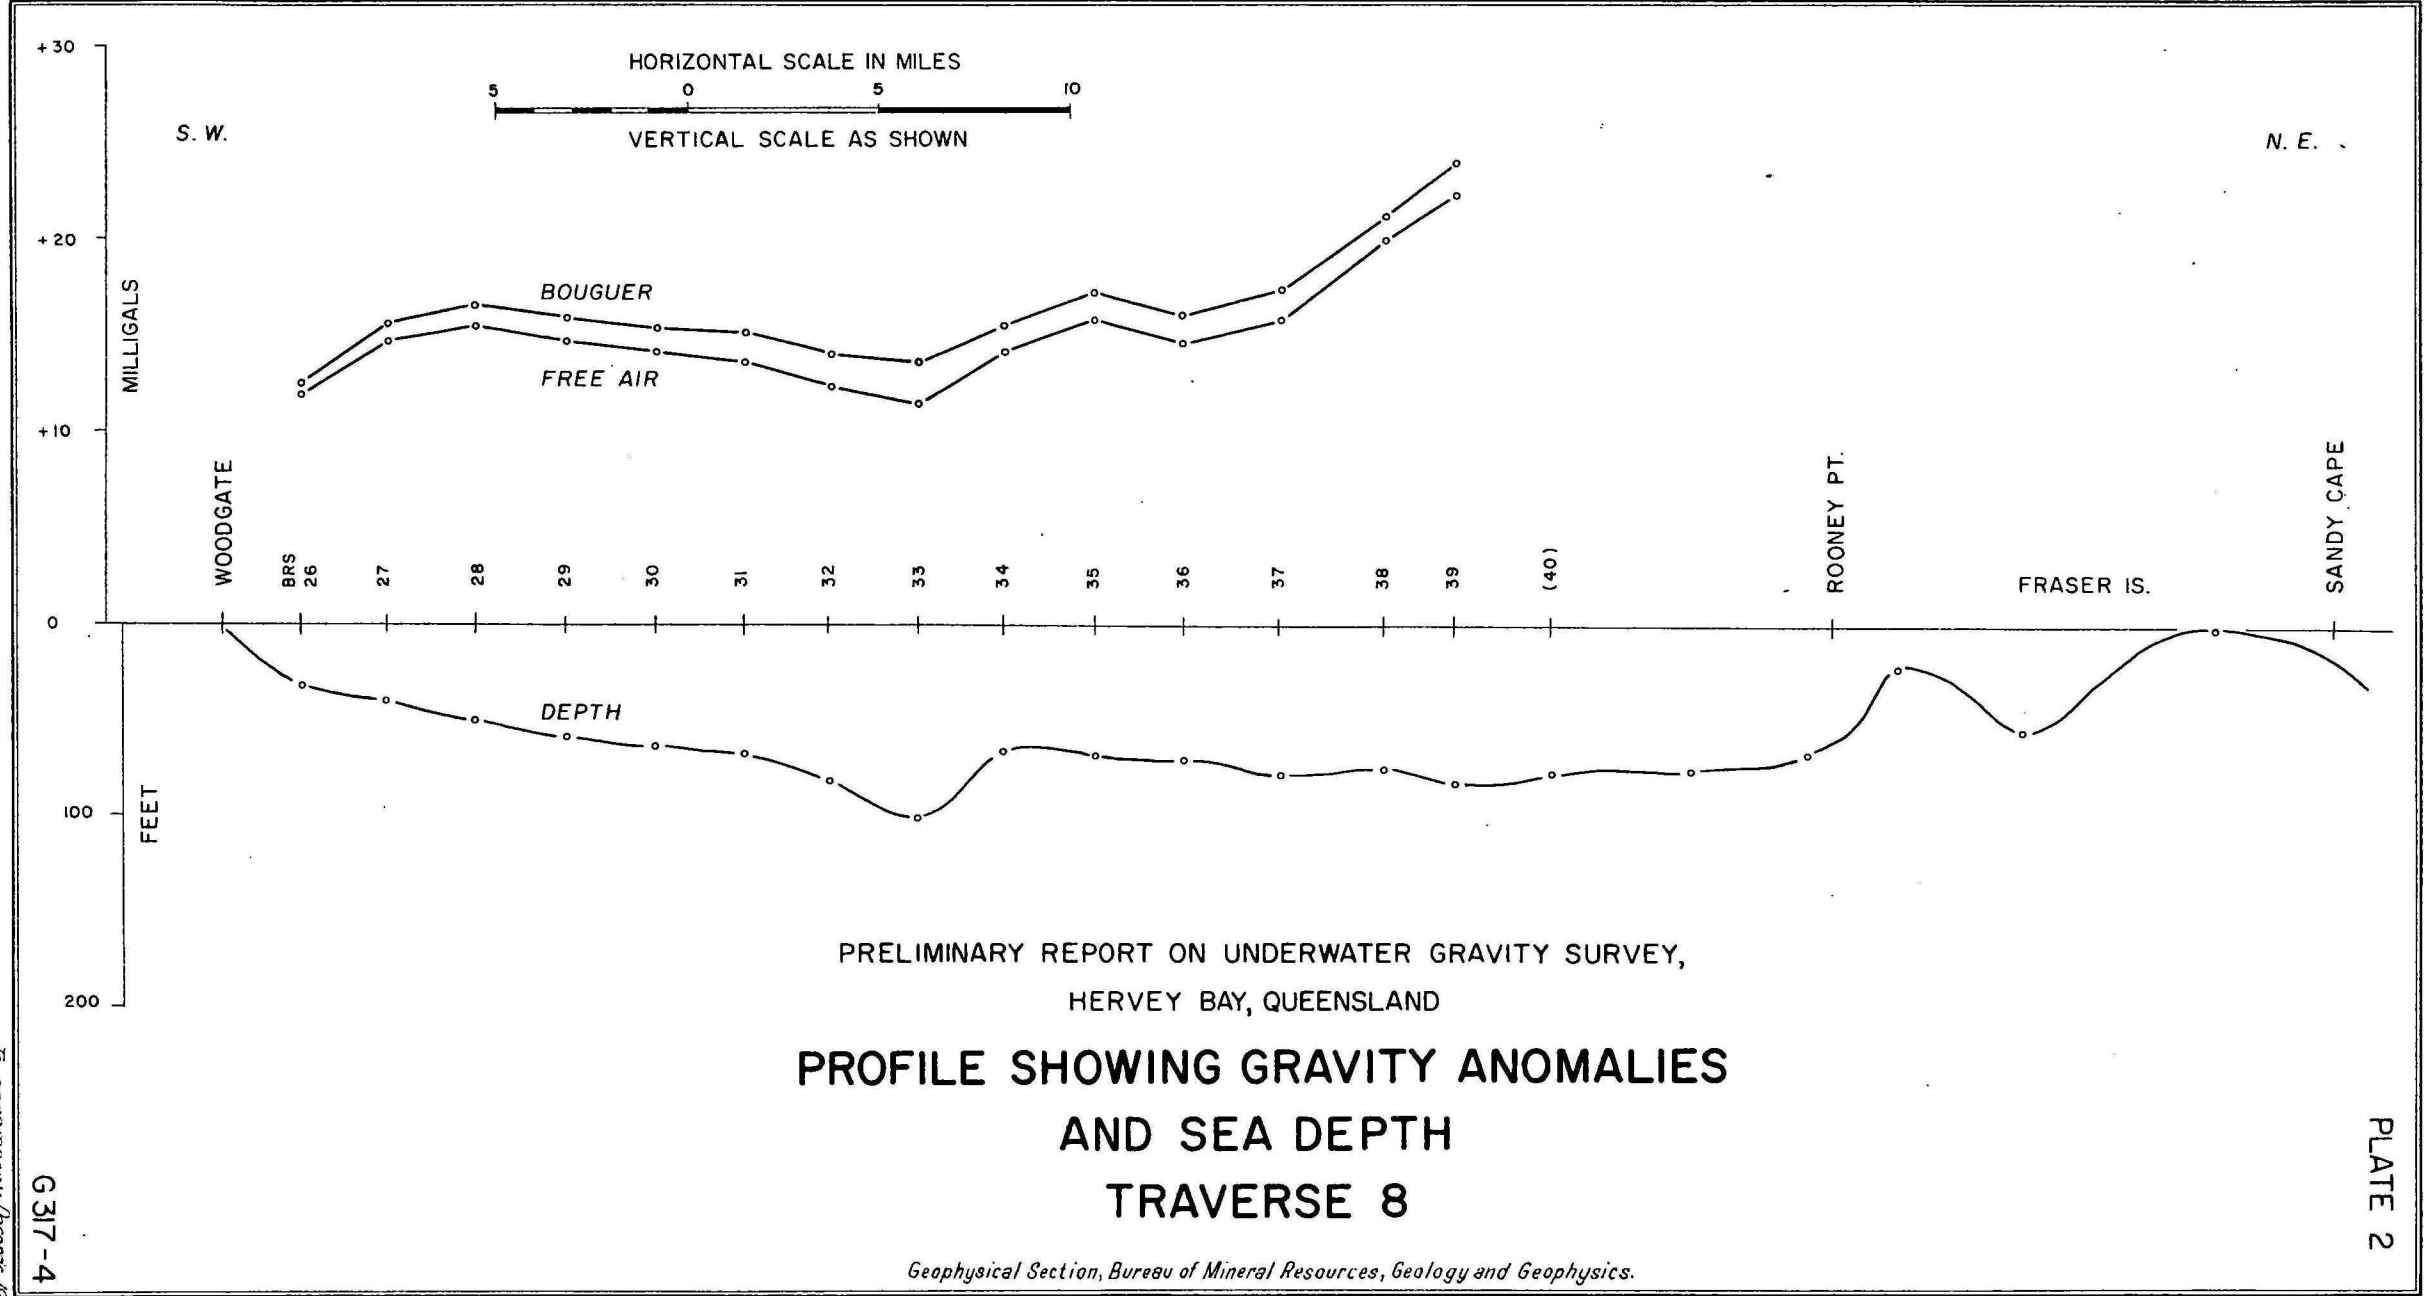 +30
HORIZONTAL SCALE IN MILES
5 0 5 10
VERTICAL SCALE AS SHOWN
S. W.
N. E.
+20
MILLIGALS
BOUGUER
FREE AIR
+10
WOODGATE
BRS 26
27
28
29
30
31
32
33
34
35
36
37
38
39
(40)
ROONEY PT.
FRASER IS.
SANDY CAPE
0
DEPTH
100
FEET
200
PRELIMINARY REPORT ON UNDERWATER GRAVITY SURVEY,
HERVEY BAY, QUEENSLAND
PROFILE SHOWING GRAVITY ANOMALIES
AND SEA DEPTH
TRAVERSE 8
Geophysical Section, Bureau of Mineral Resources, Geology and Geophysics.
G317-4
PLATE 2